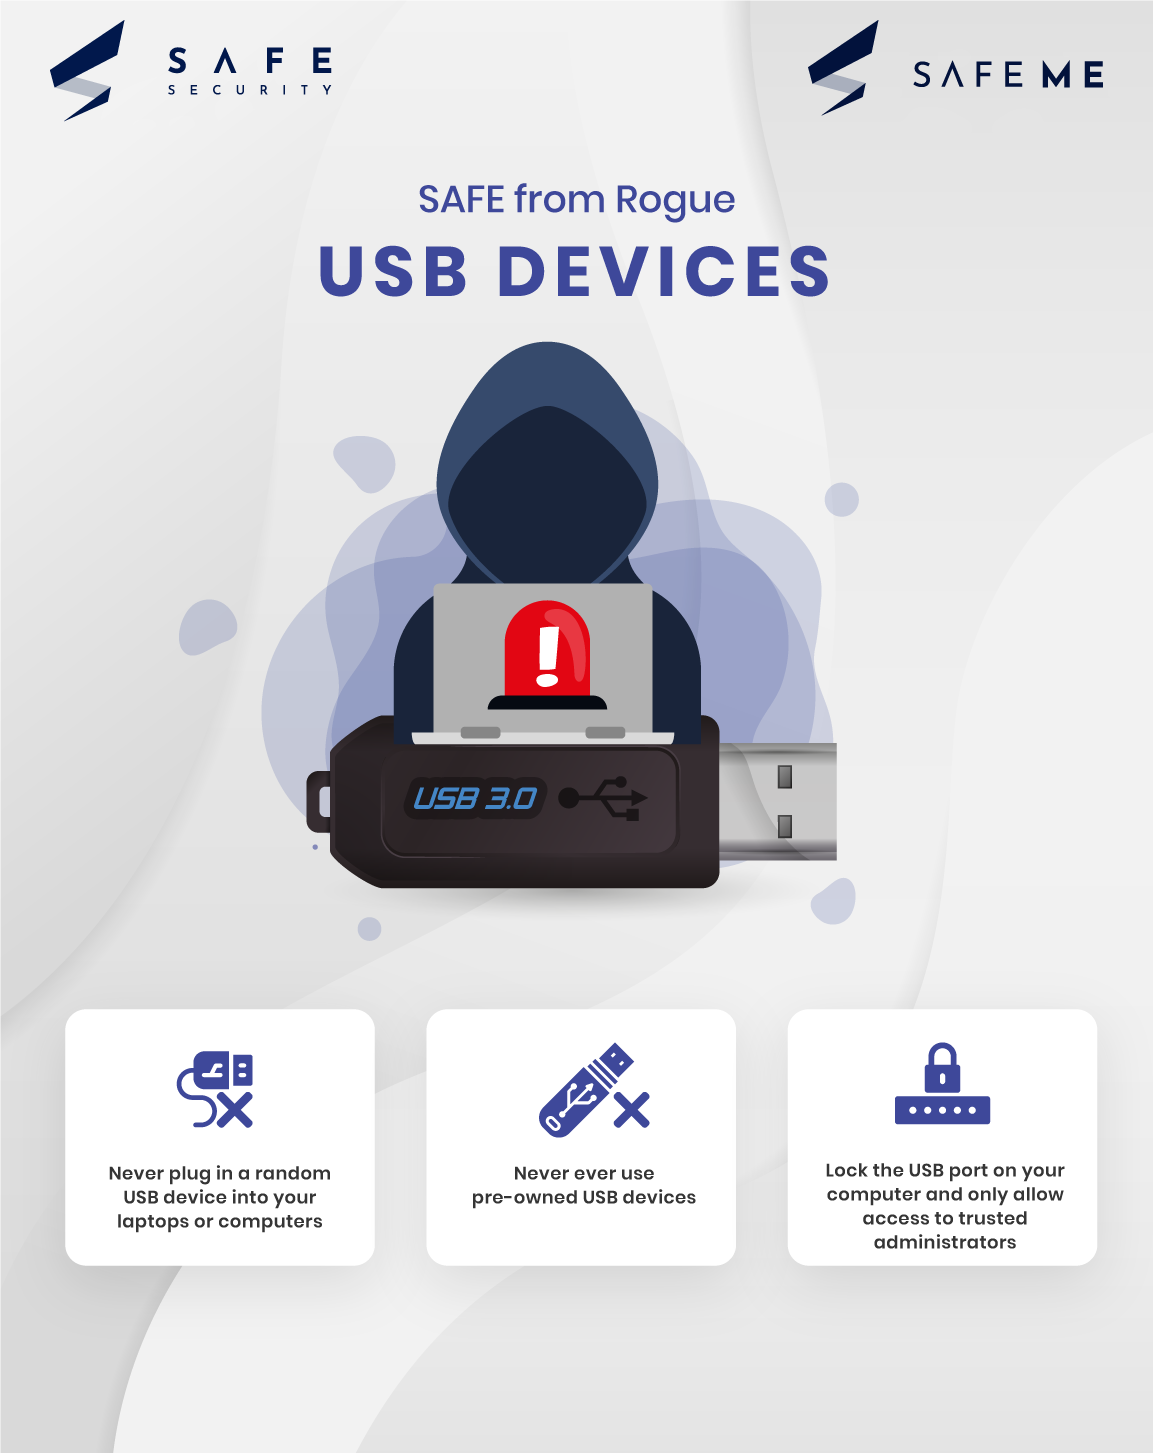 SAFE
SECURITY
SAFE ME
SAFE from Rogue
USB DEVICES
!
USB 3.0
Never plug in a random
USB device into your
laptops or computers
Never ever use
pre-owned USB devices
Lock the USB port on your
computer and only allow
access to trusted
administrators